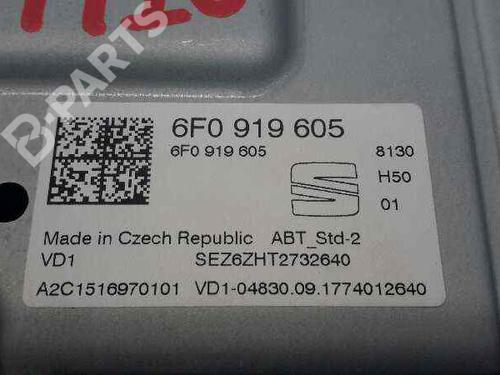 B-PARTS
6F0 919 605
6F0 919 605
8130
H50
01
Made in Czech Republic ABT_Std-2
VD1 SEZ6ZHT2732640
A2C1516970101 VD1-04830.09.1774012640